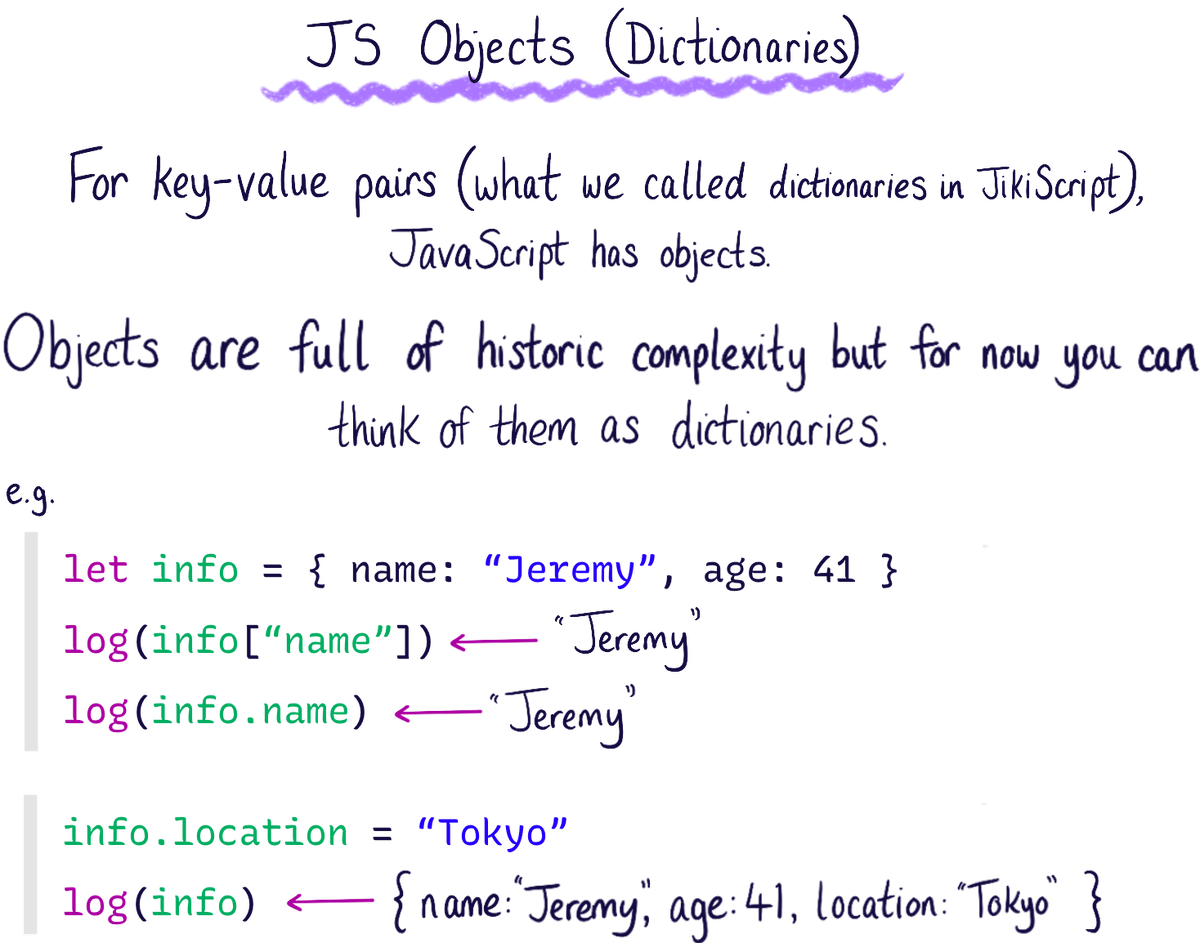 JS Objects (Dictionaries)
For key-value pairs (what we called dictionaries in JikiScript),
JavaScript has objects.
Objects are full of historic complexity but for now you can
think of them as dictionaries.
e.g.
let info = { name: “Jeremy”, age: 41 }
log(info[“name”]) ← “Jeremy”
log(info.name) ← “Jeremy”
info.location = “Tokyo”
log(info) ← { name: “Jeremy”, age: 41, location: “Tokyo” }